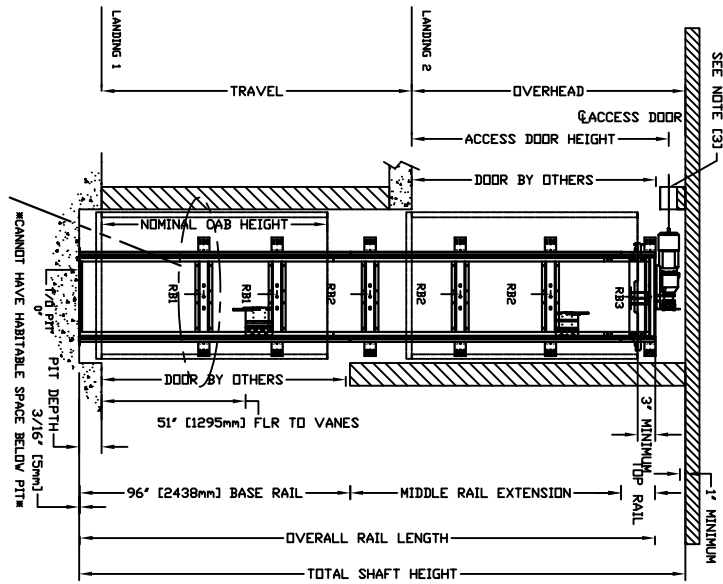 SEE NOTE [3]
LANDING 1
LANDING 2
TRAVEL
OVERHEAD
℄ACCESS DOOR
ACCESS DOOR HEIGHT
DOOR BY OTHERS
NOMINAL CAB HEIGHT
RB1
RB1
RB2
RB2
RB2
RB3
T/O PIT
0"
*CANNOT HAVE HABITABLE SPACE BELOW PIT*
PIT DEPTH
3/16" [5mm]
DOOR BY OTHERS
51" [1295mm] FLR TO VANES
3" MINIMUM
TOP RAIL
1" MINIMUM
96" [2438mm] BASE RAIL
MIDDLE RAIL EXTENSION
OVERALL RAIL LENGTH
TOTAL SHAFT HEIGHT